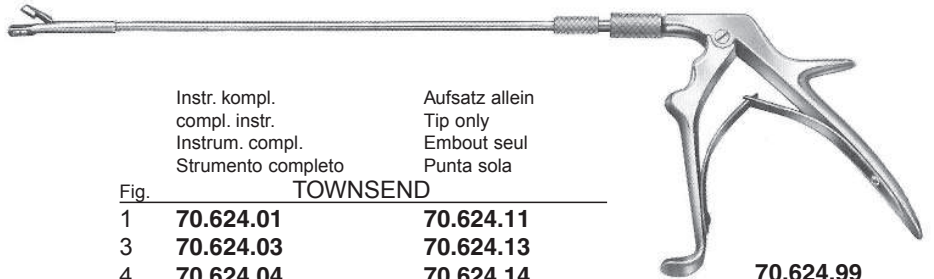 Instr. kompl. Aufsatz allein
compl. instr. Tip only
Instrum. compl. Embout seul
Strumento completo Punta sola
Fig. TOWNSEND
1 70.624.01 70.624.11
3 70.624.03 70.624.13
4 70.624.04 70.624.14
70.624.99